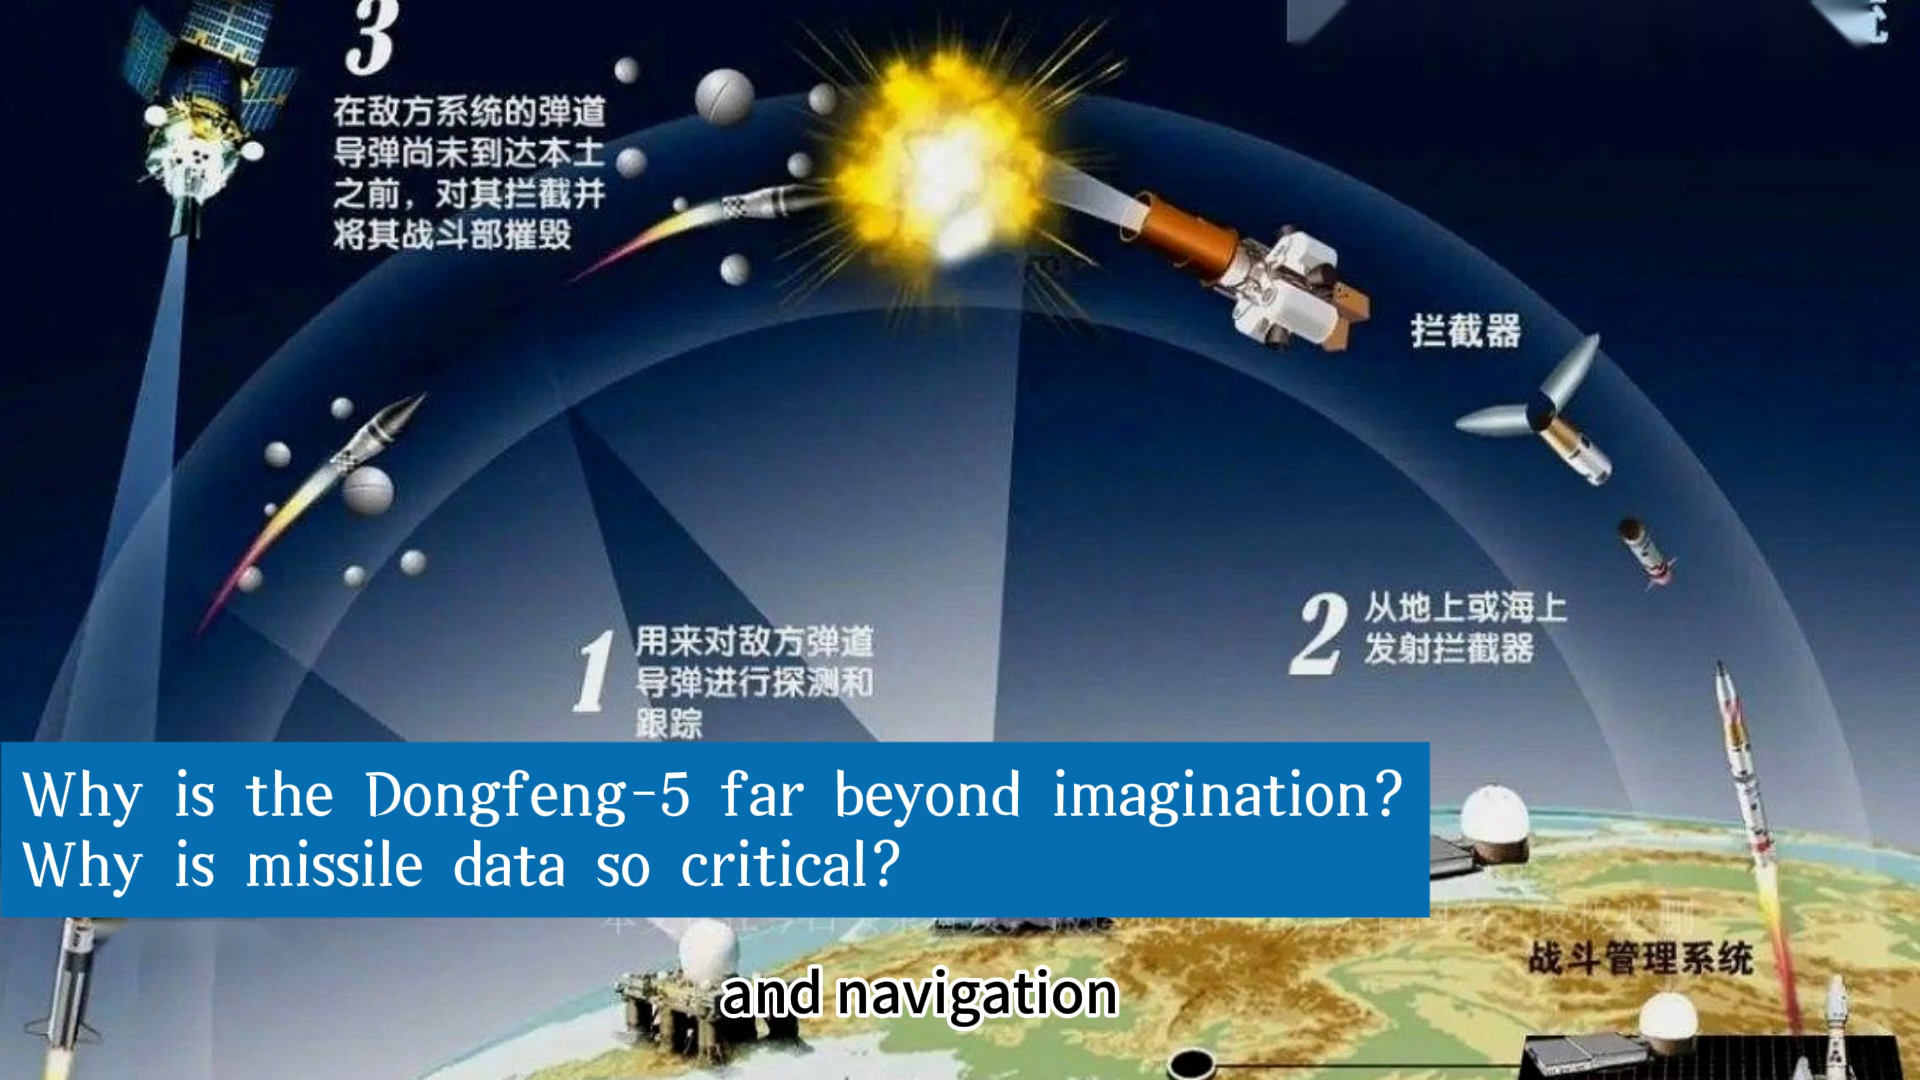 3
在敌方系统的弹道
导弹尚未到达本土
之前，对其拦截并
将其战斗部摧毁
拦截器
1
用来对敌方弹道
导弹进行探测和
跟踪
2
从地上或海上
发射拦截器
Why is the Dongfeng-5 far beyond imagination?
Why is missile data so critical?
战斗管理系统
and navigation